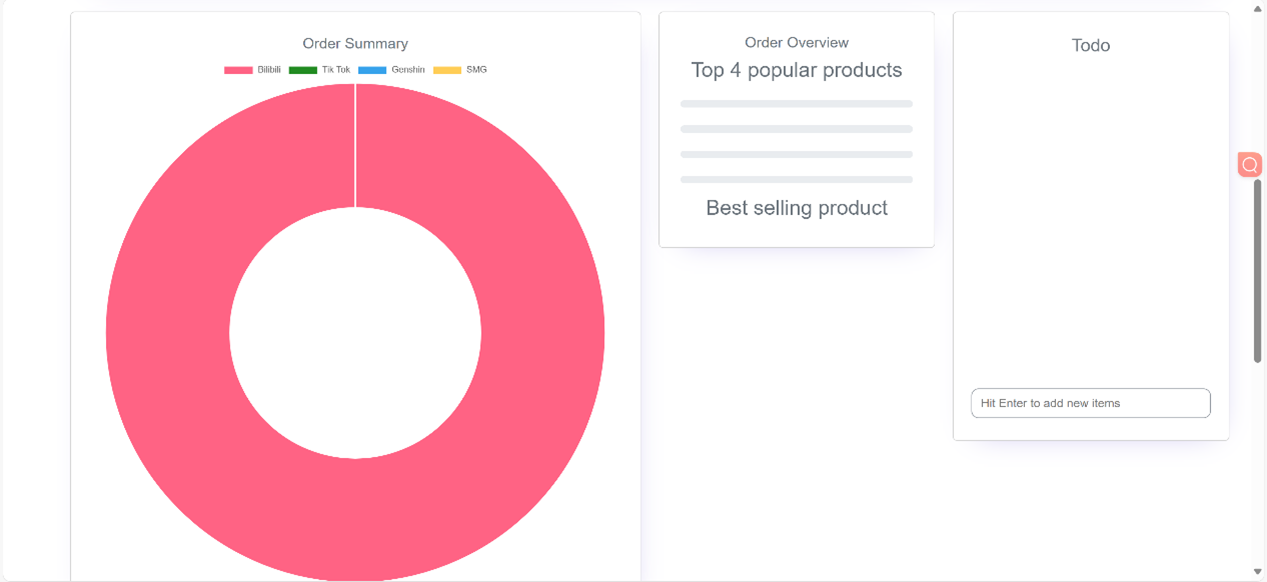 Order Summary
Bilibili Tik Tok Genshin SMG
Order Overview
Top 4 popular products
Best selling product
Todo
Hit Enter to add new items